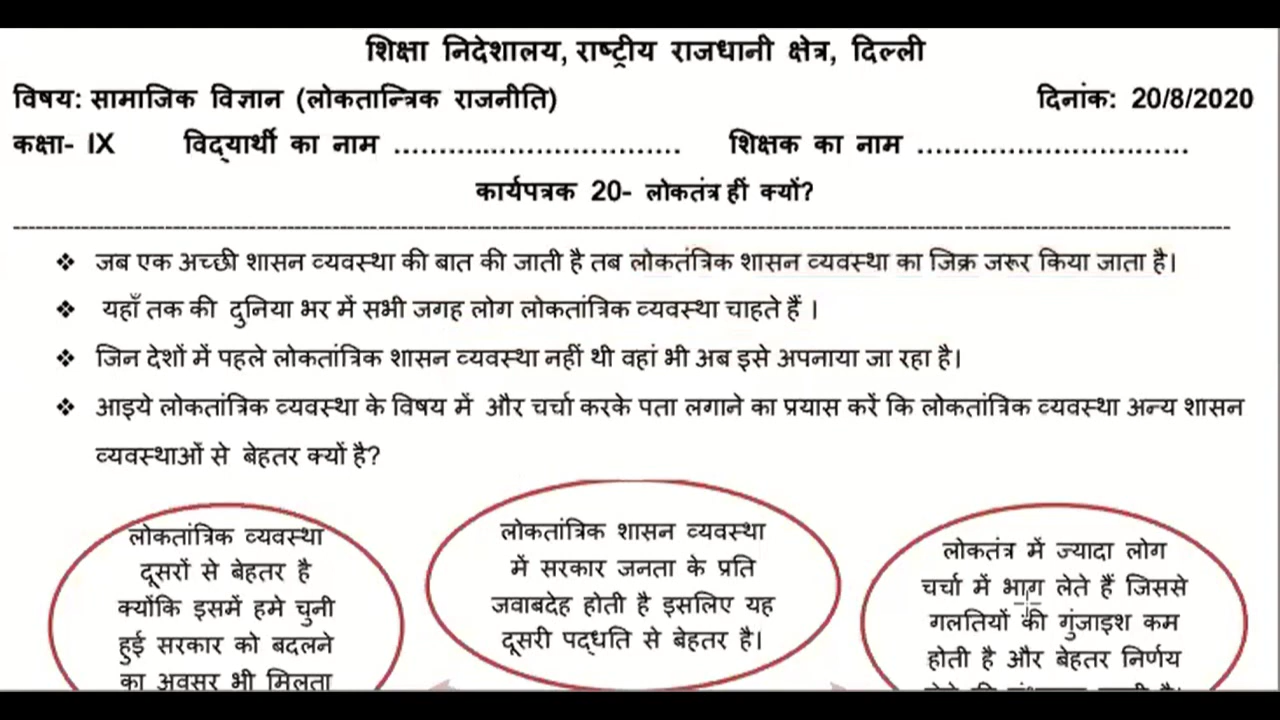 शिक्षा निदेशालय, राष्ट्रीय राजधानी क्षेत्र, दिल्ली
विषय: सामाजिक विज्ञान (लोकतान्त्रिक राजनीति) दिनांक: 20/8/2020
कक्षा- IX विद्यार्थी का नाम ................................ शिक्षक का नाम ..............................
कार्यपत्रक 20- लोकतंत्र हीं क्यों?
❖ जब एक अच्छी शासन व्यवस्था की बात की जाती है तब लोकतंत्रिक शासन व्यवस्था का जिक्र जरूर किया जाता है।
❖ यहाँ तक की दुनिया भर में सभी जगह लोग लोकतांत्रिक व्यवस्था चाहते हैं ।
❖ जिन देशों में पहले लोकतांत्रिक शासन व्यवस्था नहीं थी वहां भी अब इसे अपनाया जा रहा है।
❖ आइये लोकतांत्रिक व्यवस्था के विषय में और चर्चा करके पता लगाने का प्रयास करें कि लोकतांत्रिक व्यवस्था अन्य शासन
व्यवस्थाओं से बेहतर क्यों है?
लोकतांत्रिक व्यवस्था
दूसरों से बेहतर है
क्योंकि इसमें हमे चुनी
हुई सरकार को बदलने
का अवसर भी मिलता
लोकतांत्रिक शासन व्यवस्था
में सरकार जनता के प्रति
जवाबदेह होती है इसलिए यह
दूसरी पद्धति से बेहतर है।
लोकतंत्र में ज्यादा लोग
चर्चा में भाग लेते हैं जिससे
गलतियों की गुंजाइश कम
होती है और बेहतर निर्णय